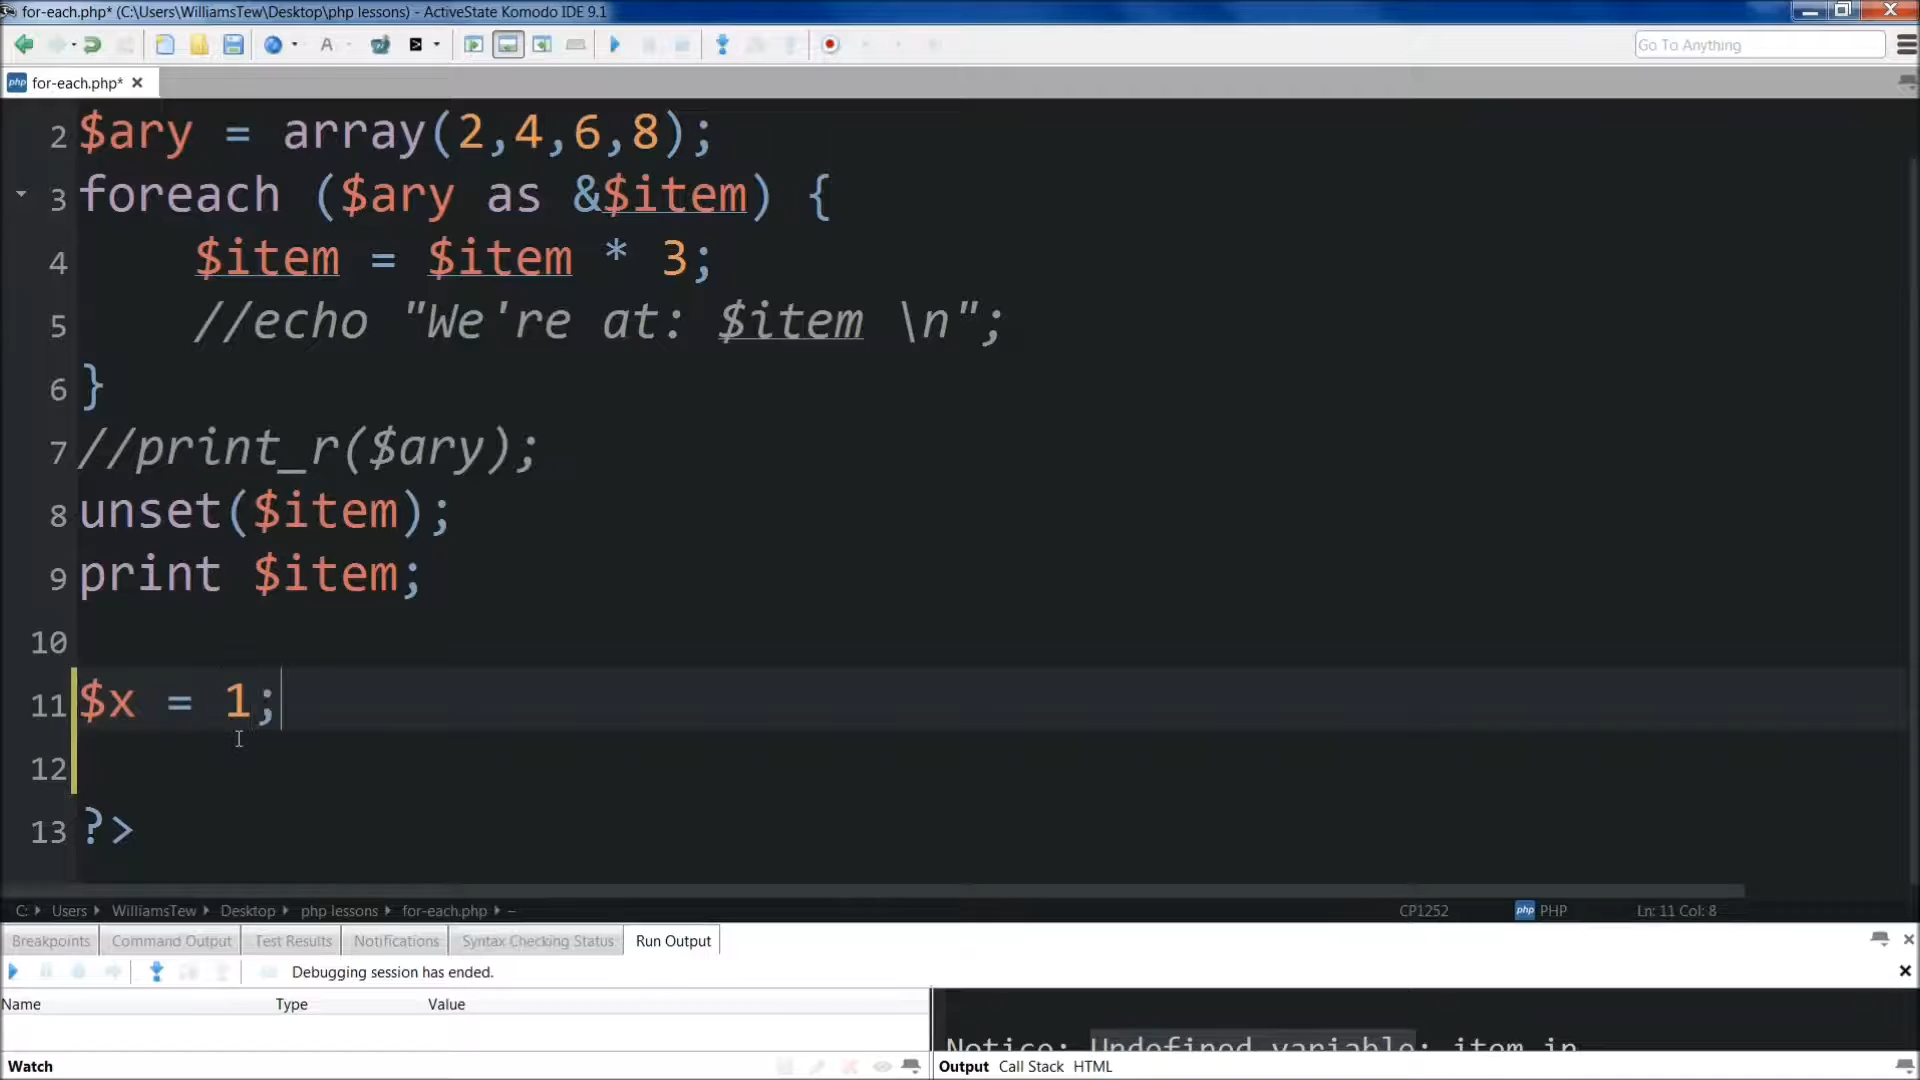 for-each.php* (C:\Users\WilliamsTew\Desktop\php lessons) - ActiveState Komodo IDE 9.1
Go To Anything
php for-each.php*
2 $ary = array(2,4,6,8);
3 foreach ($ary as &$item) {
4 $item = $item * 3;
5 //echo "We're at: $item \n";
6 }
7 //print_r($ary);
8 unset($item);
9 print $item;
10
11 $x = 1;
12
13 ?>
C: Users WilliamsTew Desktop php lessons for-each.php – CP1252 php PHP Ln: 11 Col: 8
Breakpoints Command Output Test Results Notifications Syntax Checking Status Run Output
Debugging session has ended.
Name Type Value
Notice: Undefined variable: item in
Watch Output Call Stack HTML